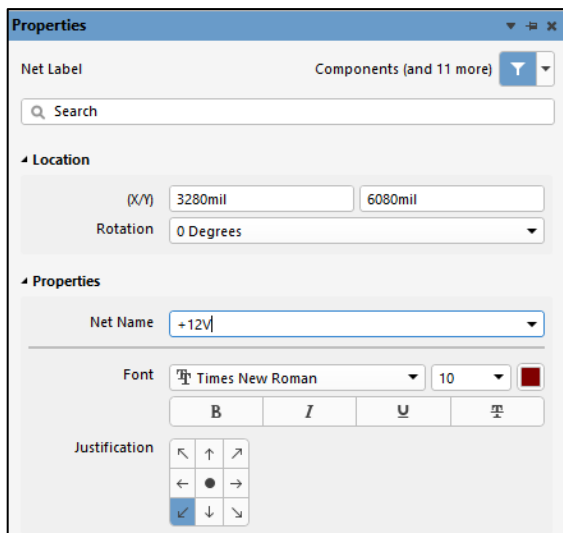 Properties
Net Label Components (and 11 more)
Search
Location
(X/Y) 3280mil 6080mil
Rotation 0 Degrees
Properties
Net Name +12V
Font Times New Roman 10
B I U T
Justification